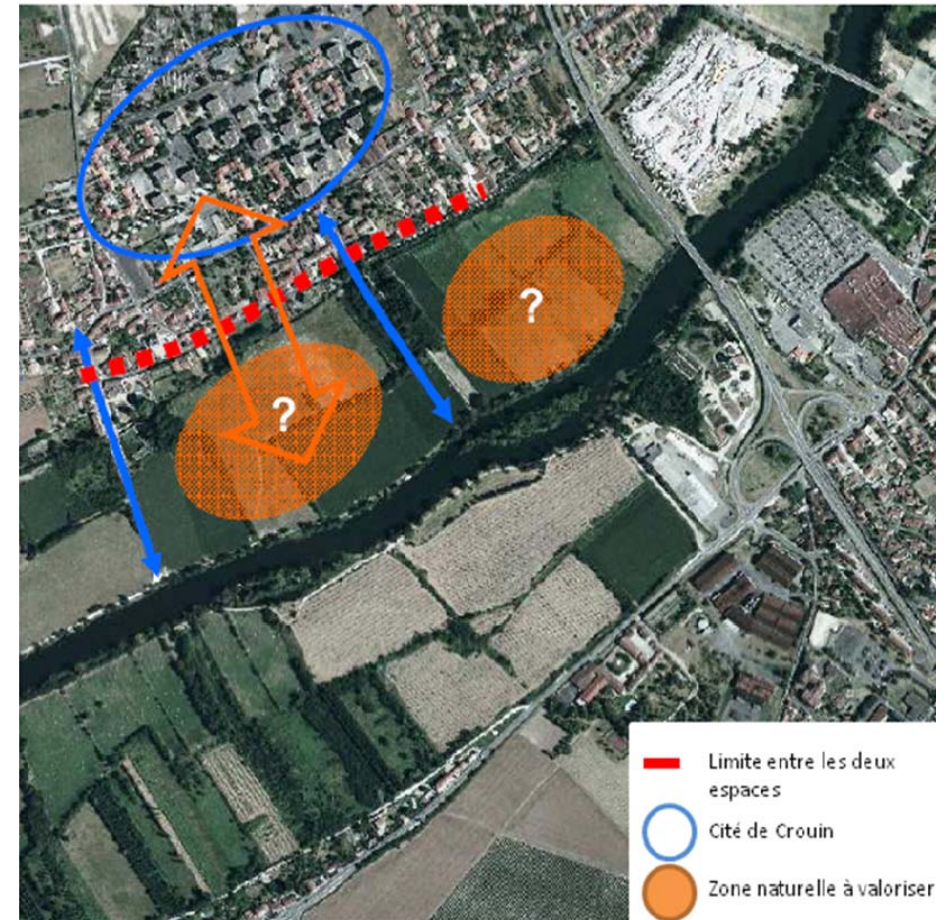 ?
?
Limite entre les deux
espaces
Cité de Crouin
Zone naturelle à valoriser